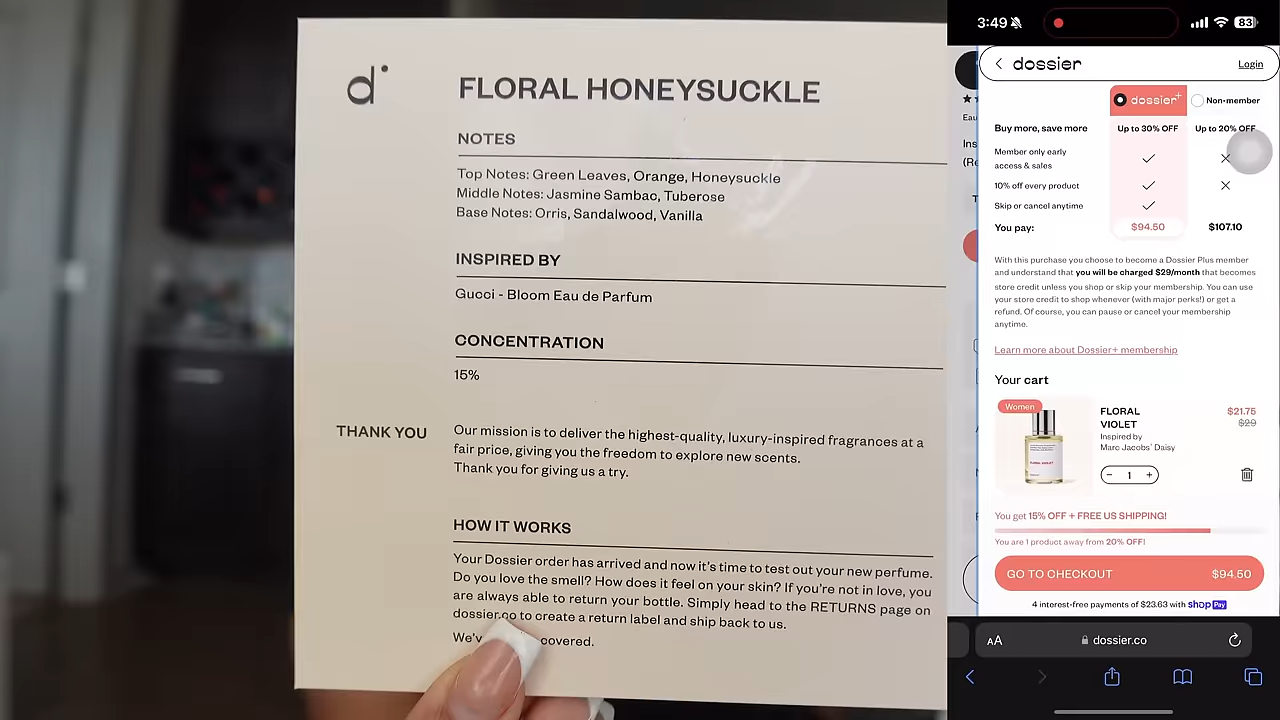 d
FLORAL HONEYSUCKLE
NOTES
Top Notes: Green Leaves, Orange, Honeysuckle
Middle Notes: Jasmine Sambac, Tuberose
Base Notes: Orris, Sandalwood, Vanilla
INSPIRED BY
Gucci - Bloom Eau de Parfum
CONCENTRATION
15%
THANK YOU
Our mission is to deliver the highest-quality, luxury-inspired fragrances at a
fair price, giving you the freedom to explore new scents.
Thank you for giving us a try.
HOW IT WORKS
Your Dossier order has arrived and now it's time to test out your new perfume.
Do you love the smell? How does it feel on your skin? If you're not in love, you
are always able to return your bottle. Simply head to the RETURNS page on
dossier.co to create a return label and ship back to us.
covered.
3:49
83
dossier
Login
dossier+
Non-member
Buy more, save more
Up to 30% OFF
Up to 20% OFF
Member only early
access & sales
10% off every product
Skip or cancel anytime
You pay:
$94.50
$107.10
With this purchase you choose to become a Dossier Plus member
and understand that you will be charged $29/month that becomes
store credit unless you shop or skip your membership. You can use
your store credit to shop whenever (with major perks!) or get a
refund. Of course, you can pause or cancel your membership
anytime.
Learn more about Dossier+ membership
Your cart
Women
FLORAL
VIOLET
$21.75
$29
Inspired by
Marc Jacobs' Daisy
− 1 +
You get 15% OFF + FREE US SHIPPING!
You are 1 product away from 20% OFF!
GO TO CHECKOUT
$94.50
4 interest-free payments of $23.63 with shop Pay
AA
dossier.co